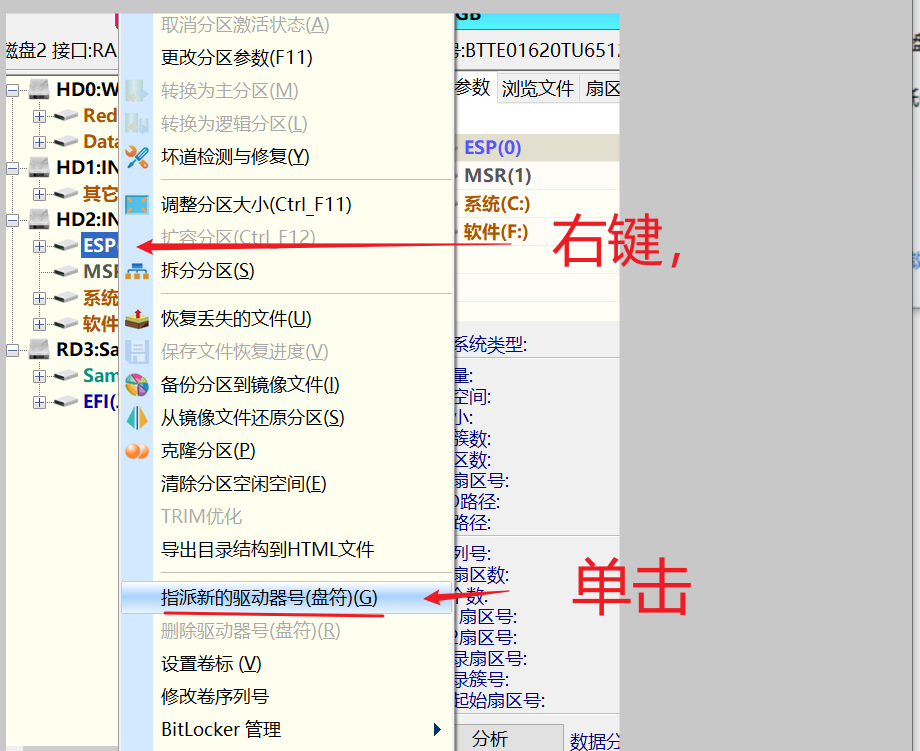 GB
磁盘2 接口:RA
号:BTTE01620TU651
HD0:W
Red
Data
HD1:IN
其它
HD2:IN
ESP
MSR
系统
软件
RD3:Sa
Sam
EFI(
取消分区激活状态(A)
更改分区参数(F11)
转换为主分区(M)
转换为逻辑分区(L)
坏道检测与修复(Y)
调整分区大小(Ctrl_F11)
扩容分区(Ctrl_F12)
拆分分区(S)
恢复丢失的文件(U)
保存文件恢复进度(V)
备份分区到镜像文件(I)
从镜像文件还原分区(S)
克隆分区(P)
清除分区空闲空间(E)
TRIM优化
导出目录结构到HTML文件
指派新的驱动器号(盘符)(G)
删除驱动器号(盘符)(R)
设置卷标 (V)
修改卷序列号
BitLocker 管理
参数 浏览文件 扇区
ESP(0)
MSR(1)
系统(C:)
软件(F:)
右键，
系统类型:
量:
空间:
小:
簇数:
区数:
扇区号:
路径:
路径:
列号:
扇区数:
个数:
扇区号:
扇区号:
录扇区号:
录簇号:
起始扇区号:
单击
分析
数据分